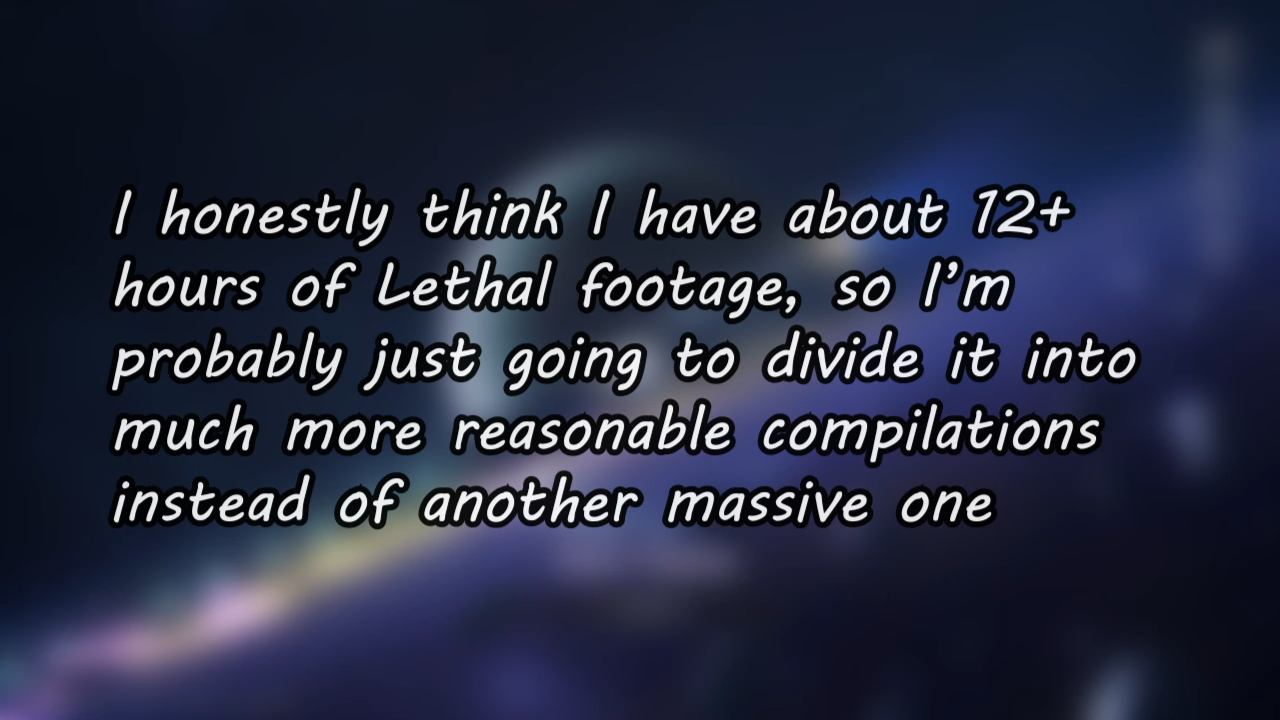 I honestly think I have about 12+
hours of Lethal footage, so I’m
probably just going to divide it into
much more reasonable compilations
instead of another massive one